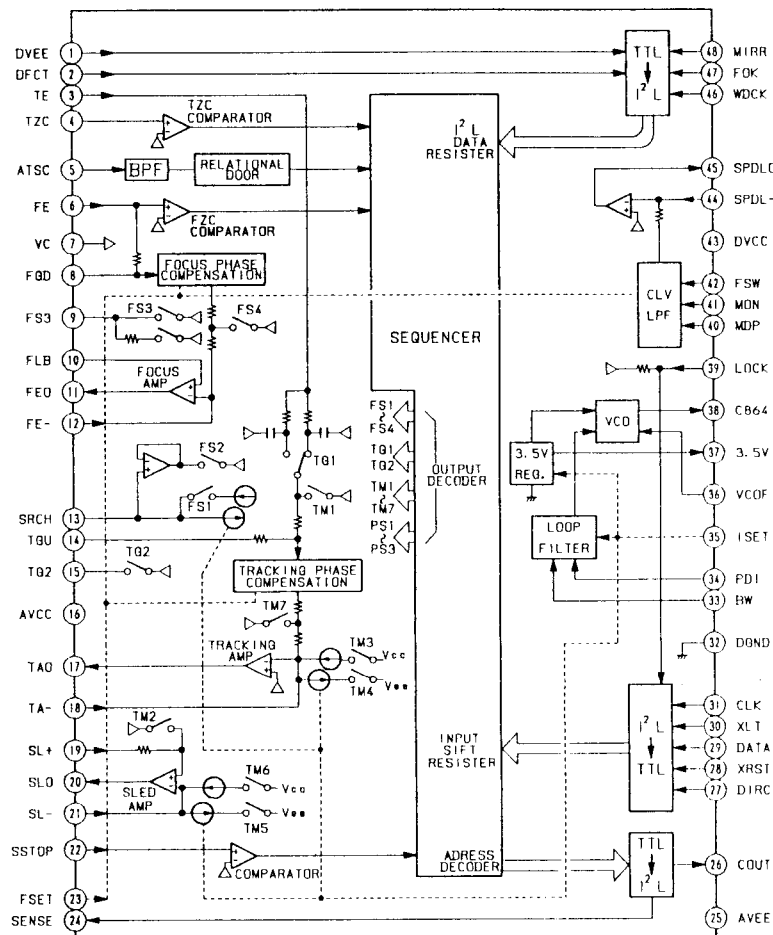 DVEE 1
DFCT 2
TE 3
TZC 4
ATSC 5
FE 6
VC 7
FGD 8
FS3 9
FLB 10
FEO 11
FE- 12
SRCH 13
TGU 14
TG2 15
AVCC 16
TAO 17
TA- 18
SL+ 19
SLO 20
SL- 21
SSTOP 22
FSET 23
SENSE 24
TZC
COMPARATOR
BPF
RELATIONAL
DOOR
FZC
COMPARATOR
FOCUS PHASE
COMPENSATION
FS3
FS4
FOCUS
AMP
FS2
FS1
TG1
TM1
TG2
TRACKING PHASE
COMPENSATION
TM7
TRACKING
AMP
TM3
Vcc
TM4
Vee
TM2
SLED
AMP
TM6
Vcc
TM5
Vee
COMPARATOR
I²L
DATA
RESISTER
SEQUENCER
FS1
FS4
TG1
TG2
TM1
TM7
PS1
PS3
OUTPUT
DECODER
INPUT
SIFT
RESISTER
ADRESS
DECODER
TTL
I²L
CLV
LPF
VCO
3.5V
REG.
LOOP
FILTER
I²L
TTL
TTL
I²L
48 MIRR
47 FOK
46 WDCK
45 SPDLO
44 SPDL-
43 DVCC
42 FSW
41 MON
40 MDP
39 LOCK
38 C864
37 3.5V
36 VCOF
35 ISET
34 PDI
33 BW
32 DGND
31 CLK
30 XLT
29 DATA
28 XRST
27 DIRC
26 COUT
25 AVEE